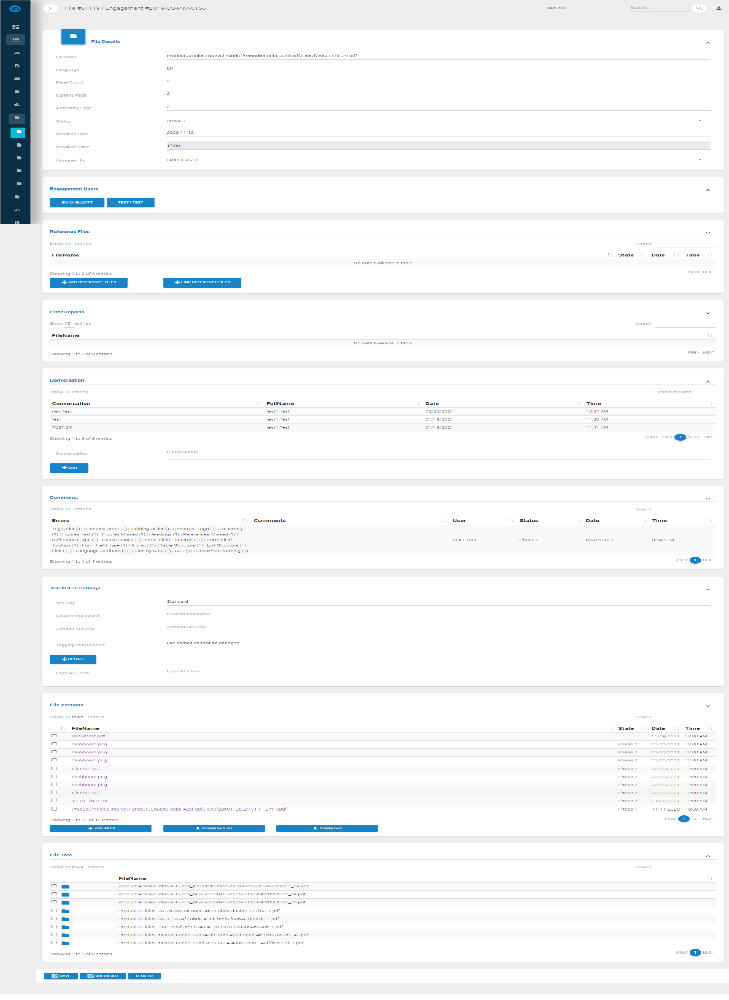 AD
> File #81119 | Engagement #2019-US-PIM-6156 ENGLISH Search...
File Details
Filename Product Articles Interval Funds_f9565d68-0ebc-42cf-8df3-5b9f2860172b_29.pdf
Language EN
Page Count 2
Current Page 2
Assembly Page 2
Status PHASE 1
Deadline Date 2020-11-12
Deadline Time 17:00
Assigned To EMILY ELLIOTT
Engagement Users
EMILY ELLIOTT TEST1 TEST
Reference Files
Show 10 entries Search:
FileName State Date Time
No data available in table
Showing 0 to 0 of 0 entries PREV NEXT
ADD REFERENCE FILES LINK REFERENCE FILES
Error Reports
Show 10 entries Search:
FileName
No data available in table
Showing 0 to 0 of 0 entries PREV NEXT
Conversation
Show 10 entries Search records
Conversation FullName Date Time
new test test1 Test 02/20/2021 10:37 AM
test test1 Test 01/19/2021 11:30 AM
TEST BY test1 Test 01/19/2021 11:41 AM
Showing 1 to 3 of 3 entries FIRST PREV 1 NEXT LAST
Conversation Conversation
ADD
Comments
Show 10 entries Search:
Errors Comments User Status Date Time
Tag Order (1) | Content Order (1) | Tabbing Order (1) | Incorrect Tags (1) | Assembly
(1) | Figures Text (1) | Figures Missed (1) | Headings (1) | References Missed (1) |
References Type (1) | Space Issues (1) | Form Field Properties (1) | Form Field
Tooltips (1) | Form Field Type (1) | Artifact (1) | Table Structure (1) | List Structure (1) |
Links (1) | Language Attributes (1) | Side By Side (1) | CSR (1) | Document Naming (1)
test1 Test Phase 2 03/09/2021 02:42 PM
Showing 1 to 1 of 1 entries PREV 1 NEXT
Job #6156 Settings
Security Standard
Custom Password Custom Password
Acrobat Security Acrobat Security
Tagging Instructions File names cannot be changed.
UPDATE
Logo ALT Text Logo ALT-Text
File Versions
Show 10 rows entries Search:
FileName State Date Time
Document.pdf 03/09/2021 12:00 AM
dashboard.png Phase 2 02/22/2021 12:00 AM
dashboard.png Phase 2 02/22/2021 12:00 AM
dashboard.png Phase 2 02/20/2021 12:00 AM
clients.PNG Phase 2 02/20/2021 12:00 AM
dashboard.png Phase 2 02/20/2021 12:00 AM
dashboard.png Phase 2 02/20/2021 12:00 AM
clients.PNG Phase 2 02/20/2021 12:00 AM
19_01_2021.txt Phase 2 01/28/2021 12:00 AM
Product Articles Interval Funds_f9565d68-0ebc-42cf-8df3-5b9f2860172b_29 v1.1 - Emily.pdf Phase 1 11/11/2020 10:50 AM
Showing 1 to 10 of 12 entries PREV 1 2 NEXT
ADD FILES DOWNLOAD ALL DOWNLOAD
File Tree
Show 10 rows entries Search:
FileName
Product Articles Interval Funds_92b843fc-1abc-4e7d-8d5d-4b1eb77ce065_39.pdf
Product Articles Interval Funds_f9565d68-0ebc-42cf-8df3-5b9f2860172b_29.pdf
Product Articles Interval Funds_f9565d68-0ebc-42cf-8df3-5b9f2860172b_30.pdf
Product Articles US_747837c6-88e0-4693-ab08-dc3b57191f50_1.pdf
Product Articles US_311374f9-a6da-400b-b995-fa864a1b8bd2_1.pdf
Product Articles FISH_990f96f9-c943-4128-bc7c-58a5bc46a306_1.pdf
Product Articles Interval Funds_92b843fc-1abc-4e7d-8d5d-4b1eb77ce065_40.pdf
Product Articles Interval Funds_506d5c79-0594-488a-8c2c-145fff69e71b_1.pdf
Showing 1 to 8 of 8 entries PREV 1 NEXT
SAVE CHECK OUT SEND TO